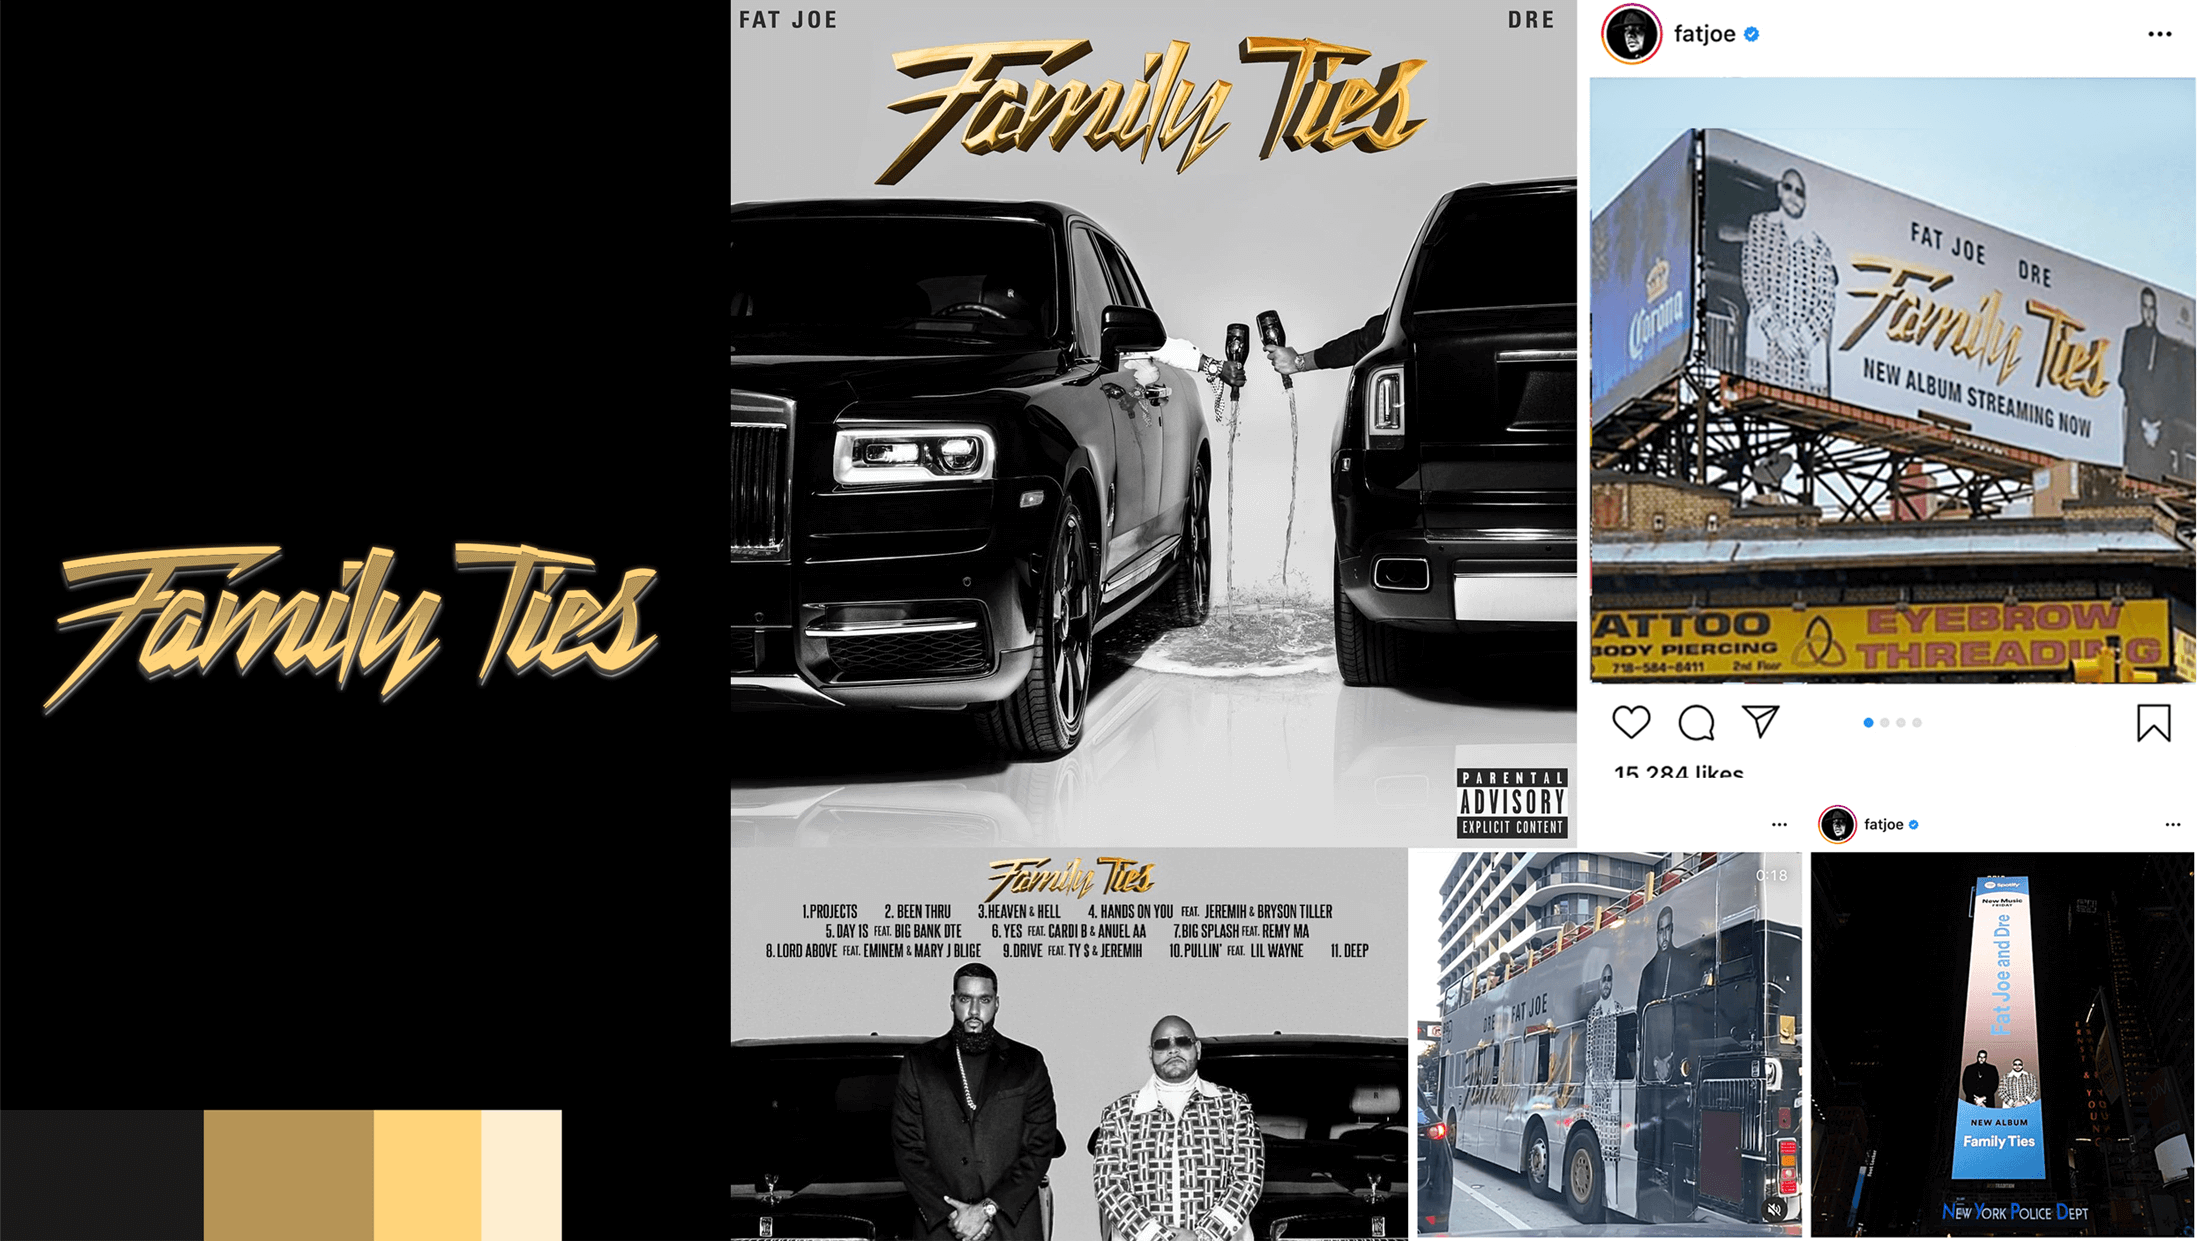 Family Ties
FAT JOE
DRE
Family Ties
PARENTAL
ADVISORY
EXPLICIT CONTENT
Family Ties
1.PROJECTS 2. BEEN THRU 3.HEAVEN & HELL 4. HANDS ON YOU FEAT. JEREMIH & BRYSON TILLER
5. DAY 1S FEAT. BIG BANK DTE 6. YES FEAT. CARDI B & ANUEL AA 7.BIG SPLASH FEAT. REMY MA
8. LORD ABOVE FEAT. EMINEM & MARY J BLIGE 9.DRIVE FEAT. TY $ & JEREMIH 10.PULLIN' FEAT. LIL WAYNE 11. DEEP
fatjoe
Corona
FAT JOE DRE
Family Ties
NEW ALBUM STREAMING NOW
ATTOO
BODY PIERCING
718-584-8411 2nd Floor
EYEBROW
THREADING
15,284 likes
0:18
DRE FAT JOE
Family Ties
fatjoe
Spotify
New Music
FRIDAY
Fat Joe and Dre
NEW ALBUM
Family Ties
NEW YORK POLICE DEPT
ERNST & YOUNG